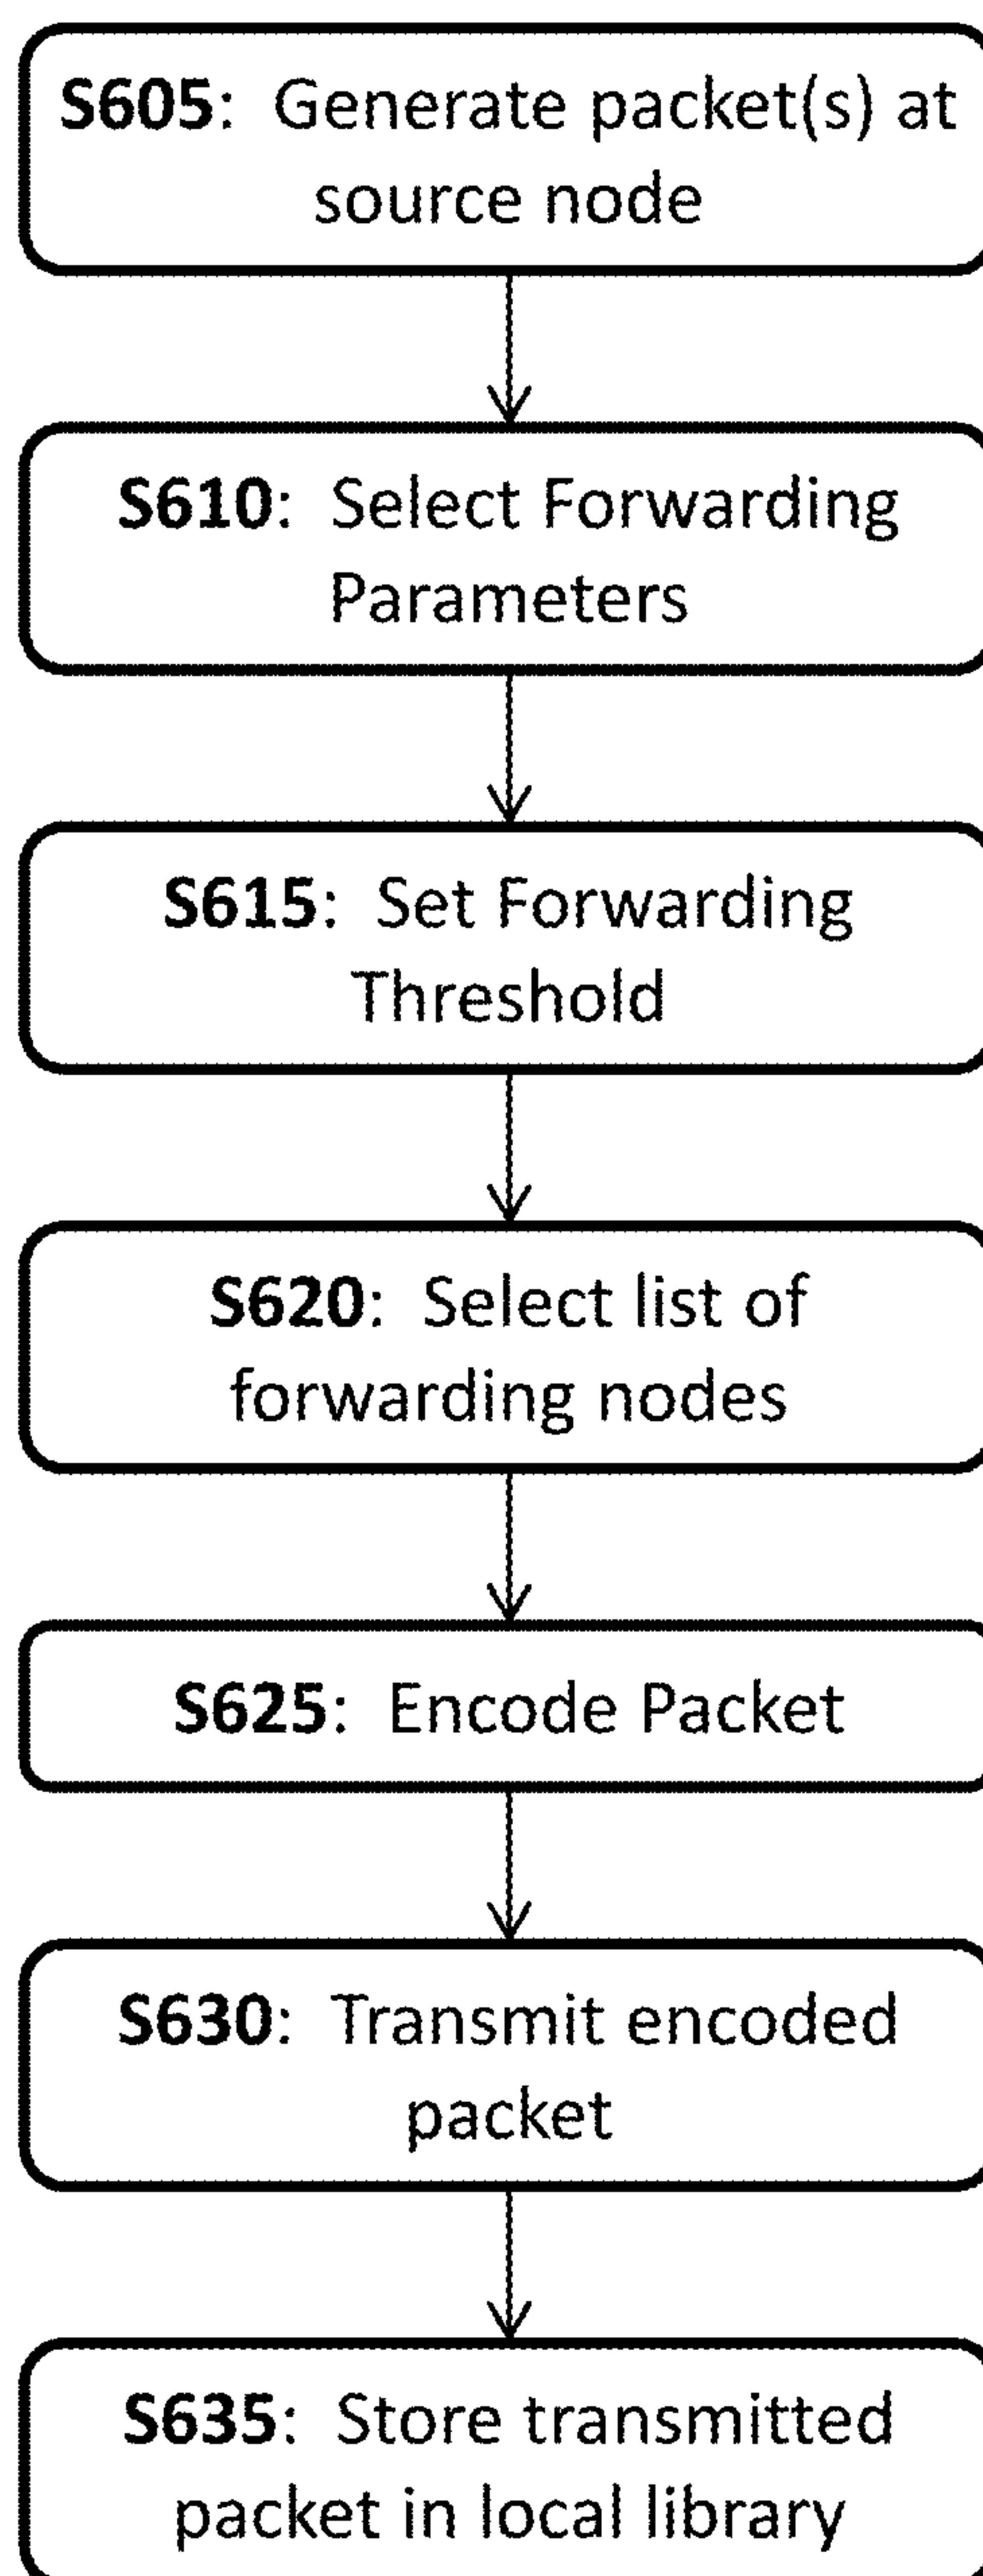 S605: Generate packet(s) at
source node
S610: Select Forwarding
Parameters
S615: Set Forwarding
Threshold
S620: Select list of
forwarding nodes
S625: Encode Packet
S630: Transmit encoded
packet
S635: Store transmitted
packet in local library